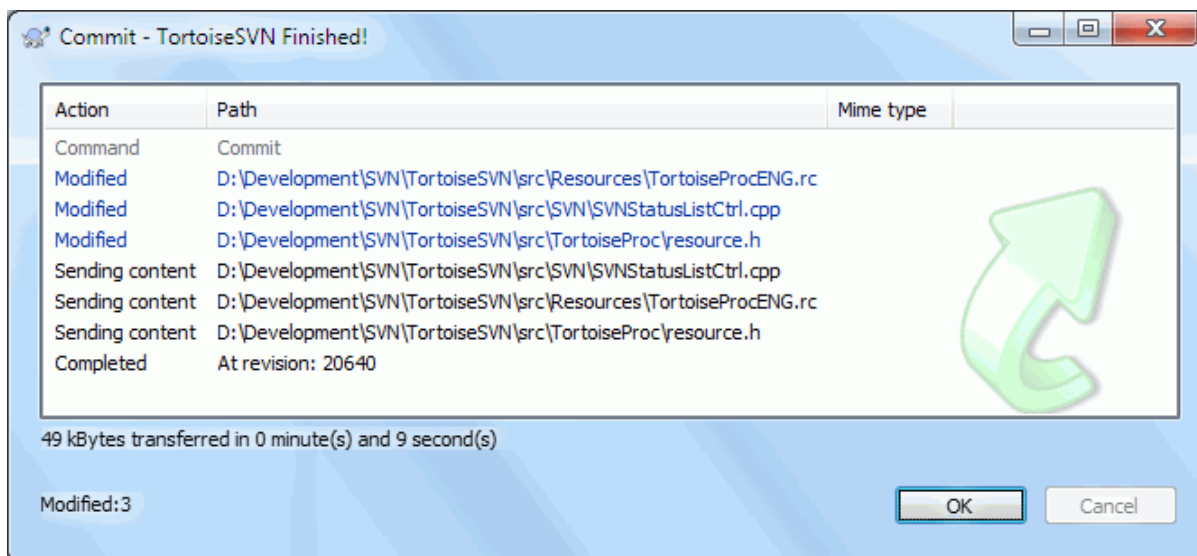 Commit - TortoiseSVN Finished!
Action Path Mime type
Command Commit
Modified D:\Development\SVN\TortoiseSVN\src\Resources\TortoiseProcENG.rc
Modified D:\Development\SVN\TortoiseSVN\src\SVN\SVNStatusListCtrl.cpp
Modified D:\Development\SVN\TortoiseSVN\src\TortoiseProc\resource.h
Sending content D:\Development\SVN\TortoiseSVN\src\SVN\SVNStatusListCtrl.cpp
Sending content D:\Development\SVN\TortoiseSVN\src\Resources\TortoiseProcENG.rc
Sending content D:\Development\SVN\TortoiseSVN\src\TortoiseProc\resource.h
Completed At revision: 20640
49 kBytes transferred in 0 minute(s) and 9 second(s)
Modified:3 OK Cancel